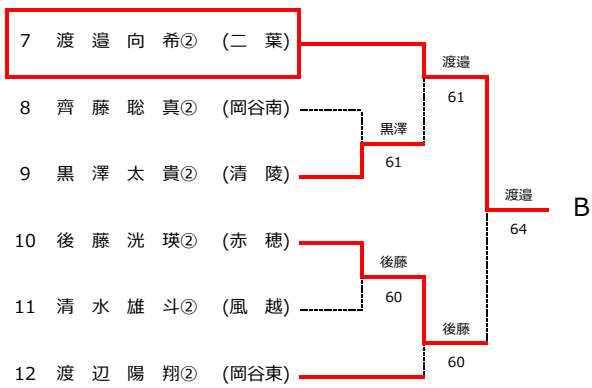 7 渡 邉 向 希② (二 葉)
渡邉
61
8 齊 藤 聡 真② (岡谷南)
黒澤
61
9 黒 澤 太 貴② (清 陵)
渡邉
64
B
10 後 藤 洸 瑛② (赤 穂)
後藤
60
11 清 水 雄 斗② (風 越)
後藤
60
12 渡 辺 陽 翔② (岡谷東)